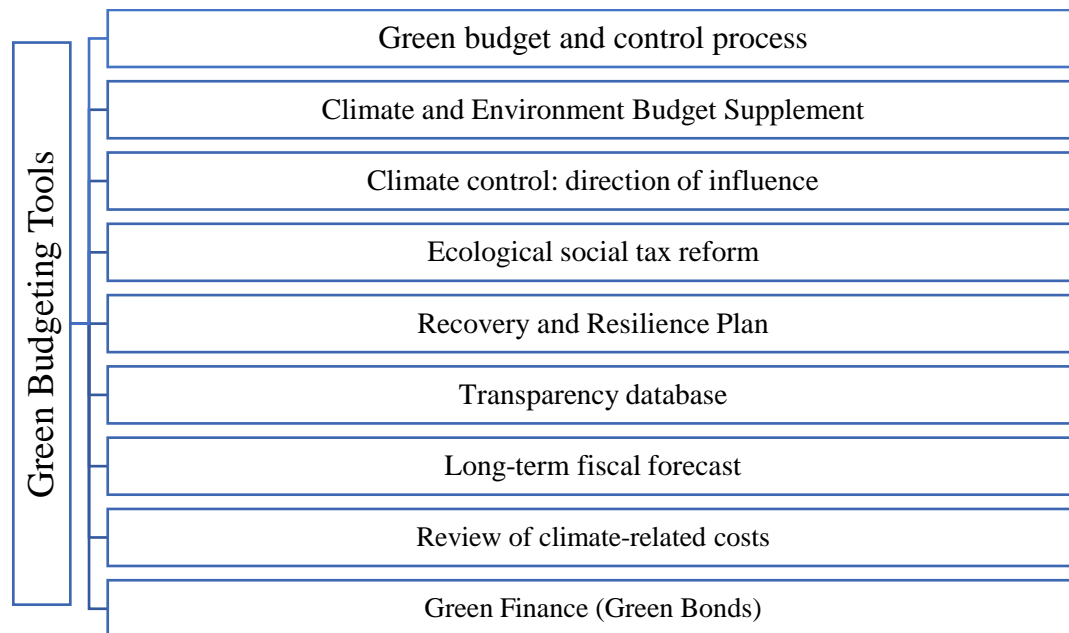 Green Budgeting Tools
Green budget and control process
Climate and Environment Budget Supplement
Climate control: direction of influence
Ecological social tax reform
Recovery and Resilience Plan
Transparency database
Long-term fiscal forecast
Review of climate-related costs
Green Finance (Green Bonds)